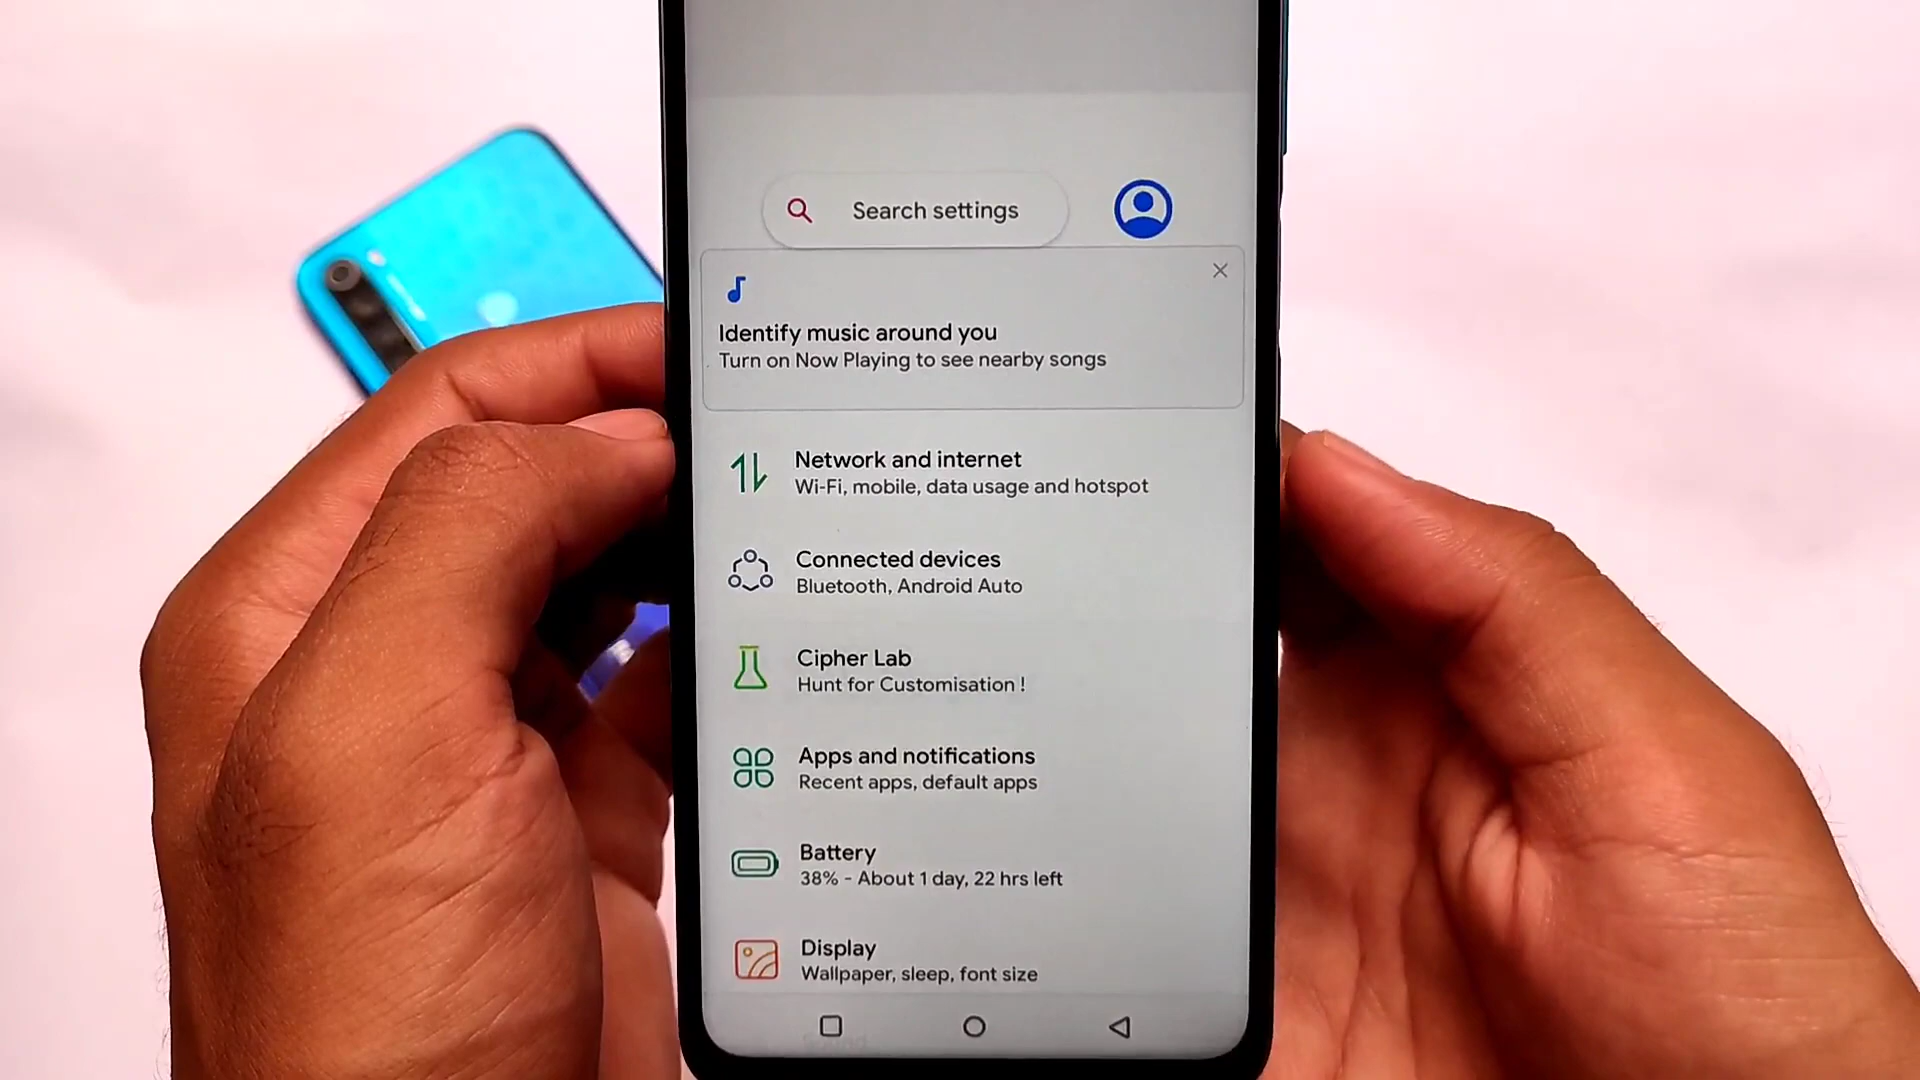 Search settings
Identify music around you
Turn on Now Playing to see nearby songs
Network and internet
Wi-Fi, mobile, data usage and hotspot
Connected devices
Bluetooth, Android Auto
Cipher Lab
Hunt for Customisation !
Apps and notifications
Recent apps, default apps
Battery
38% - About 1 day, 22 hrs left
Display
Wallpaper, sleep, font size